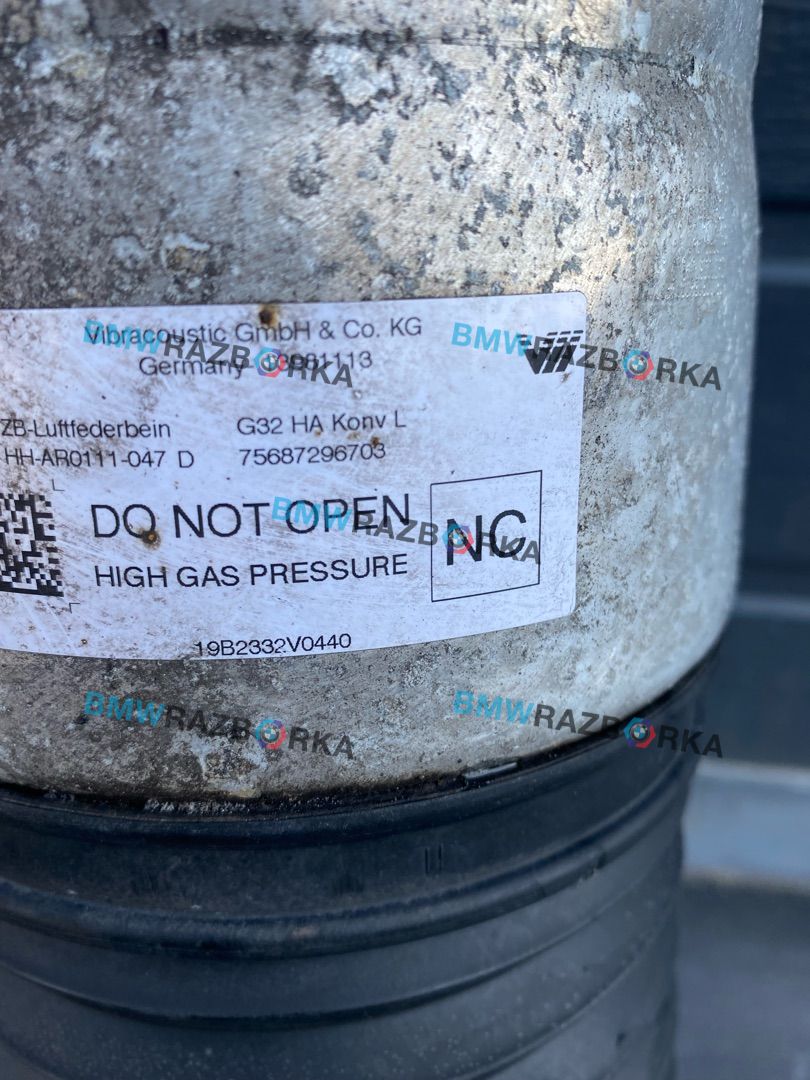 Vibracoustic GmbH & Co. KG
Germany
ZB-Luftfederbein G32 HA Konv L
HH-AR0111-047 D 75687296703
DO NOT OPEN
HIGH GAS PRESSURE
NC
19B2332V0440
BMWRAZBORKA
BMWRAZBORKA
BMWRAZBORKA
BMWRAZBORKA
BMWRAZBORKA